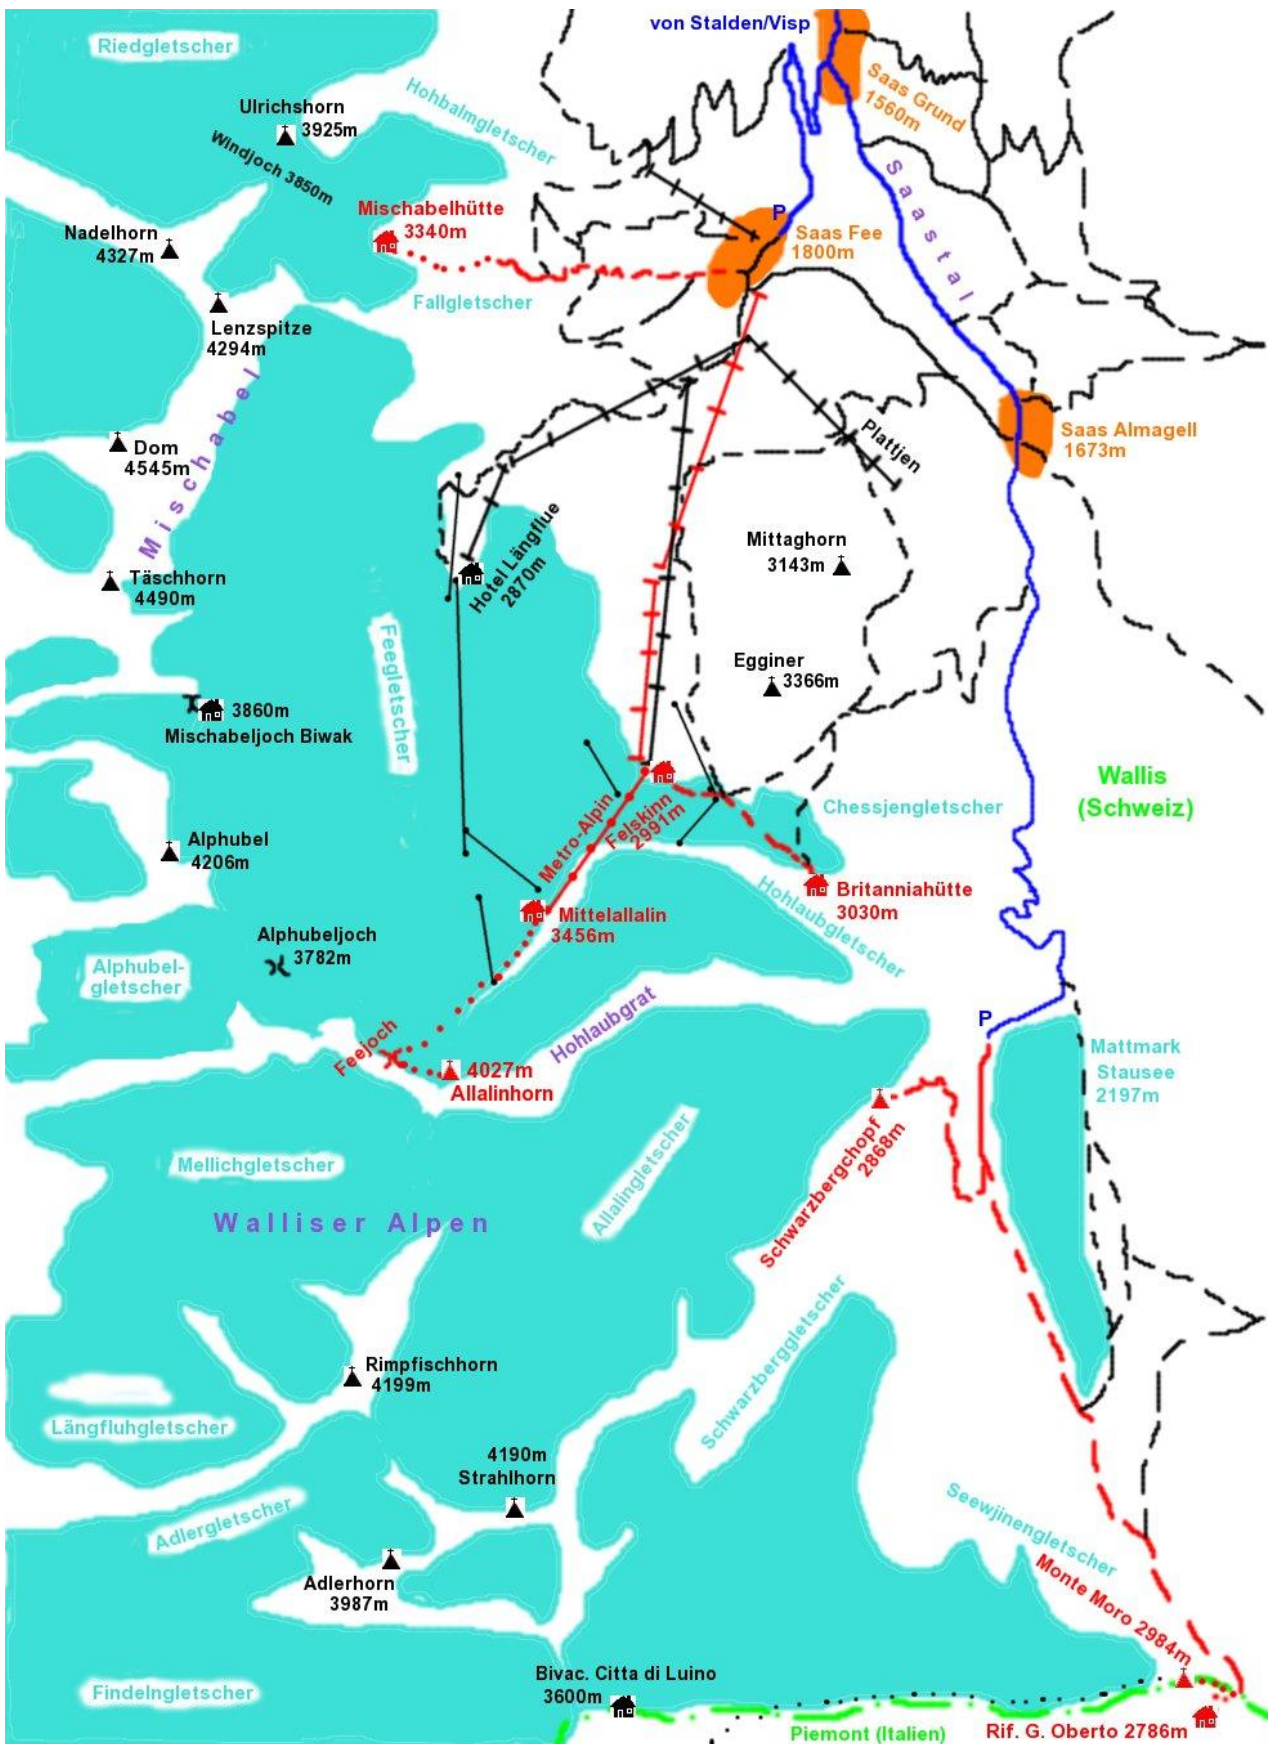 von Stalden/Visp
Riedgletscher
Saas Grund
1560m
Ulrichshorn
3925m
Hohbalmgletscher
Windjoch 3850m
Saastal
Mischabelhütte
3340m
P
Nadelhorn
4327m
Saas Fee
1800m
Fallgletscher
Lenzspitze
4294m
Mischabel
Dom
4545m
Plattjen
Saas Almagell
1673m
Hotel Längflue
2870m
Mittaghorn
3143m
Täschhorn
4490m
Feegletscher
Egginer
3366m
3860m
Mischabeljoch Biwak
Wallis
(Schweiz)
Chessjengletscher
Metro-Alpin
Felskinn
2991m
Alphubel
4206m
Britanniahütte
3030m
Hohlaubgletscher
Mittelallalin
3456m
Alphubeljoch
3782m
Alphubel-
gletscher
Hohlaubgrat
P
Feejoch
4027m
Allalinhorn
Mattmark
Stausee
2197m
Schwarzbergchopf
2868m
Mellichgletscher
Allalingletscher
Walliser Alpen
Schwarzberggletscher
Rimpfischhorn
4199m
Längfluhgletscher
4190m
Strahlhorn
Adlergletscher
Seewjinengletscher
Adlerhorn
3987m
Monte Moro 2984m
Bivac. Citta di Luino
3600m
Findelngletscher
Piemont (Italien)
Rif. G. Oberto 2786m